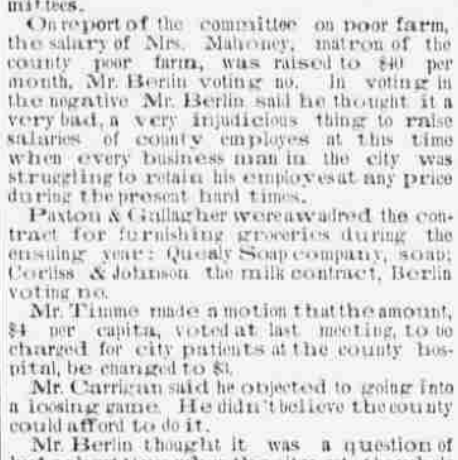 mittees.
On report of the committee on poor farm,
the salary of Mrs. Mahoney, matron of the
county poor farm, was raised to $40 per
month, Mr. Berlin voting no. In voting in
the negative Mr. Berlin said he thought it a
very bad, a very injudicious thing to raise
salaries of county employes at this time
when every business man in the city was
struggling to retain his employes at any price
during the present hard times.
Paxton & Gallagher were awadred the con-
tract for furnishing groceries during the
ensuing year; Quealy Soap company, soap;
Corliss & Johnson the milk contract, Berlin
voting no.
Mr. Timme made a motion that the amount,
$4 per capita, voted at last meeting, to be
charged for city patients at the county hos-
pital, be changed to $3.
Mr. Carrigan said he objected to going into
a loosing game. He didn't believe the county
could afford to do it.
Mr. Berlin thought it was a question of